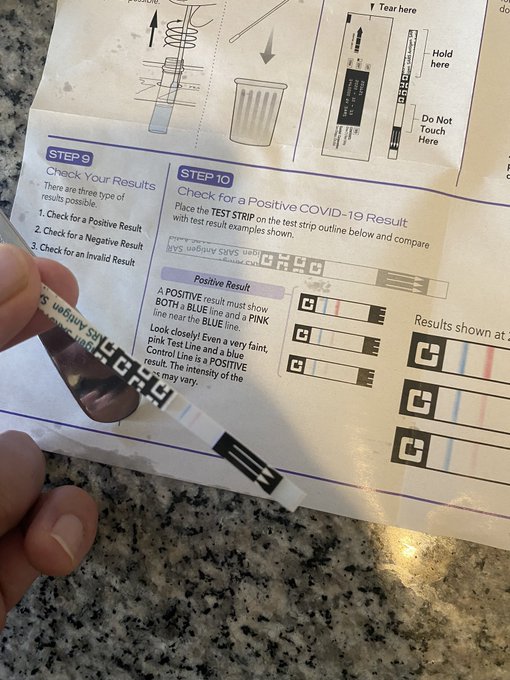 possible.
Tear here
Hold
here
Do Not
Touch
Here
STEP 9
Check Your Results
There are three type of
results possible.
1. Check for a Positive Result
2. Check for a Negative Result
3. Check for an Invalid Result
STEP 10
Check for a Positive COVID-19 Result
Place the TEST STRIP on the test strip outline below and compare
with test result examples shown.
SARS Antigen
Positive Result
A POSITIVE result must show
BOTH a BLUE line and a PINK
line near the BLUE line.
Look closely! Even a very faint,
pink Test Line and a blue
Control Line is a POSITIVE
result. The intensity of the
may vary.
Results shown at 2
RS Antigen